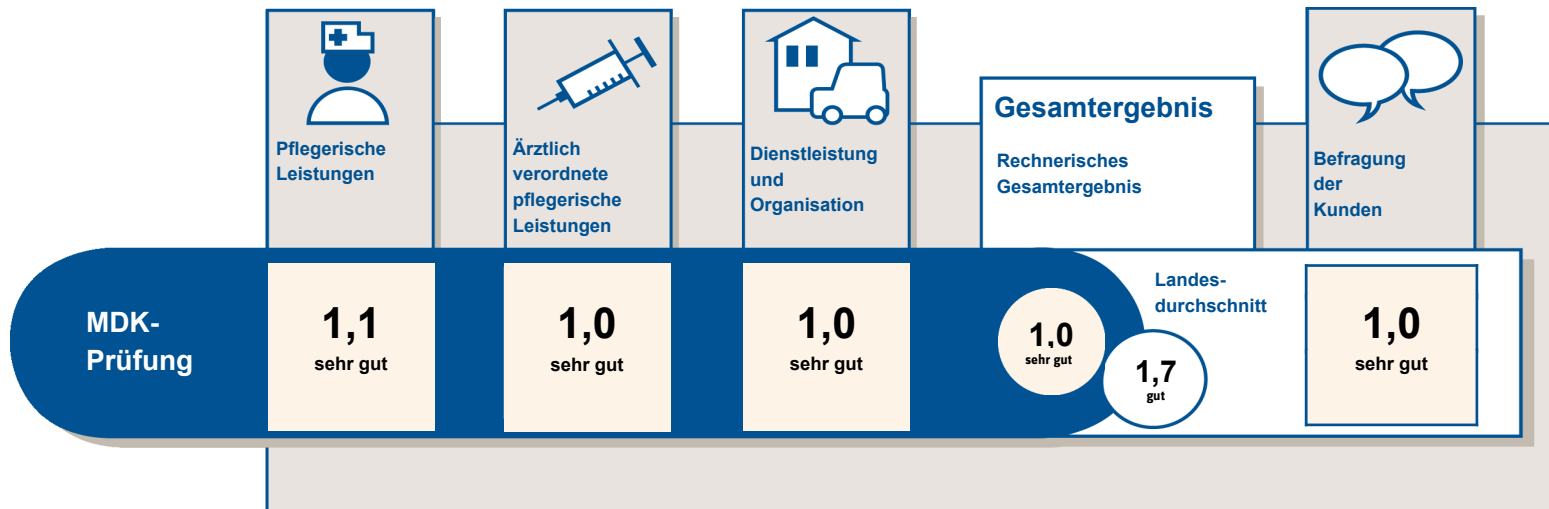 Pflegerische
Leistungen
Ärztlich
verordnete
pflegerische
Leistungen
Dienstleistung
und
Organisation
Gesamtergebnis
Rechnerisches
Gesamtergebnis
Befragung
der
Kunden
MDK-
Prüfung
1,1
sehr gut
1,0
sehr gut
1,0
sehr gut
1,0
sehr gut
Landes-
durchschnitt
1,7
gut
1,0
sehr gut